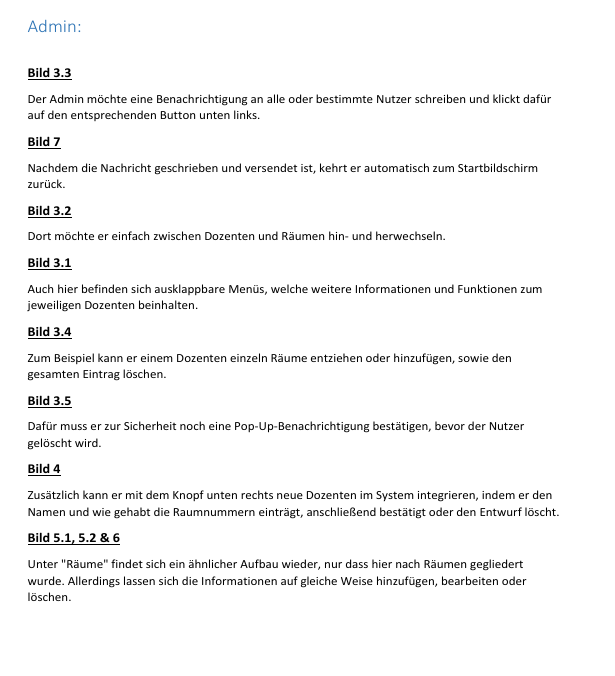 Admin:
Bild 3.3
Der Admin möchte eine Benachrichtigung an alle oder bestimmte Nutzer schreiben und klickt dafür
auf den entsprechenden Button unten links.
Bild 7
Nachdem die Nachricht geschrieben und versendet ist, kehrt er automatisch zum Startbildschirm
zurück.
Bild 3.2
Dort möchte er einfach zwischen Dozenten und Räumen hin- und herwechseln.
Bild 3.1
Auch hier befinden sich ausklappbare Menüs, welche weitere Informationen und Funktionen zum
jeweiligen Dozenten beinhalten.
Bild 3.4
Zum Beispiel kann er einem Dozenten einzeln Räume entziehen oder hinzufügen, sowie den
gesamten Eintrag löschen.
Bild 3.5
Dafür muss er zur Sicherheit noch eine Pop-Up-Benachrichtigung bestätigen, bevor der Nutzer
gelöscht wird.
Bild 4
Zusätzlich kann er mit dem Knopf unten rechts neue Dozenten im System integrieren, indem er den
Namen und wie gehabt die Raumnummern einträgt, anschließend bestätigt oder den Entwurf löscht.
Bild 5.1, 5.2 & 6
Unter "Räume" findet sich ein ähnlicher Aufbau wieder, nur dass hier nach Räumen gegliedert
wurde. Allerdings lassen sich die Informationen auf gleiche Weise hinzufügen, bearbeiten oder
löschen.